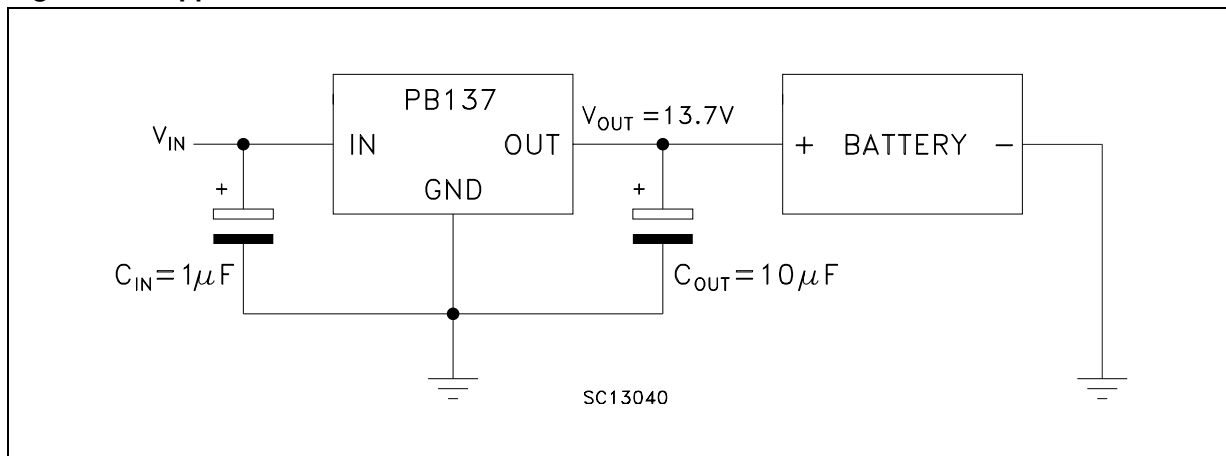 PB137
V_IN
IN
OUT
GND
V_OUT =13.7V
+ BATTERY -
+
+
C_IN=1μF
C_OUT=10μF
SC13040